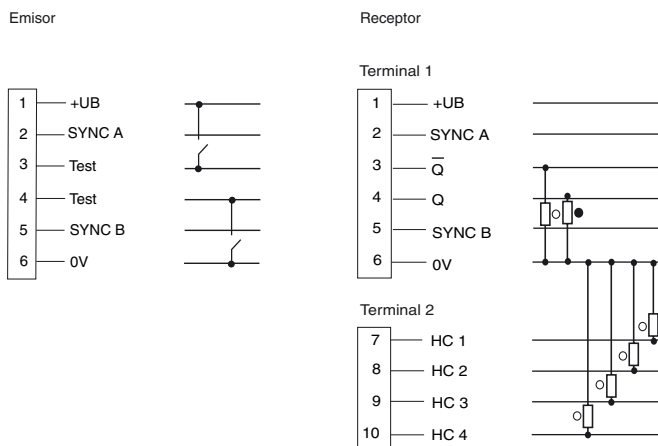 Emisor
1 +UB
2 SYNC A
3 Test
4 Test
5 SYNC B
6 0V
Receptor
Terminal 1
1 +UB
2 SYNC A
3 Q̅
4 Q
5 SYNC B
6 0V
Terminal 2
7 HC 1
8 HC 2
9 HC 3
10 HC 4